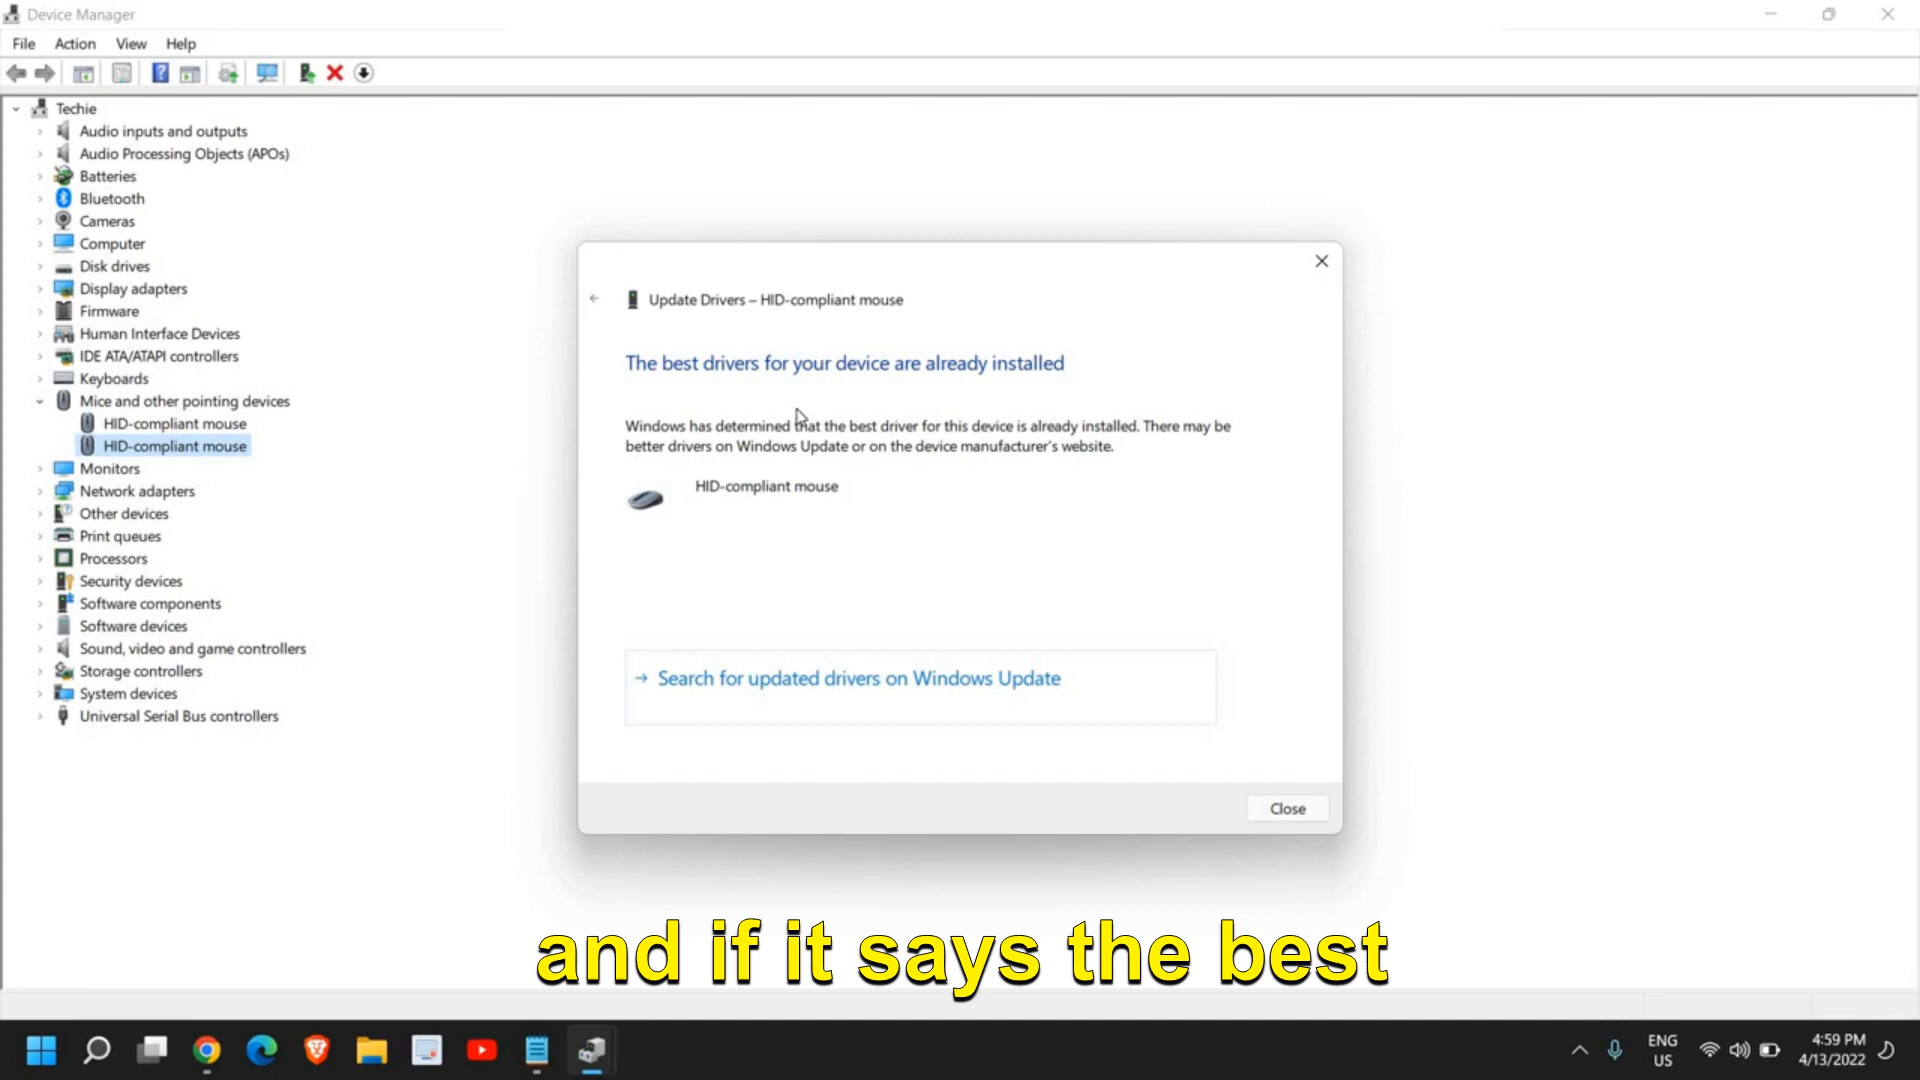 Device Manager
File Action View Help
Techie
Audio inputs and outputs
Audio Processing Objects (APOs)
Batteries
Bluetooth
Cameras
Computer
Disk drives
Display adapters
Firmware
Human Interface Devices
IDE ATA/ATAPI controllers
Keyboards
Mice and other pointing devices
HID-compliant mouse
HID-compliant mouse
Monitors
Network adapters
Other devices
Print queues
Processors
Security devices
Software components
Software devices
Sound, video and game controllers
Storage controllers
System devices
Universal Serial Bus controllers
Update Drivers – HID-compliant mouse
The best drivers for your device are already installed
Windows has determined that the best driver for this device is already installed. There may be
better drivers on Windows Update or on the device manufacturer's website.
HID-compliant mouse
Search for updated drivers on Windows Update
Close
and if it says the best
ENG
US
4:59 PM
4/13/2022